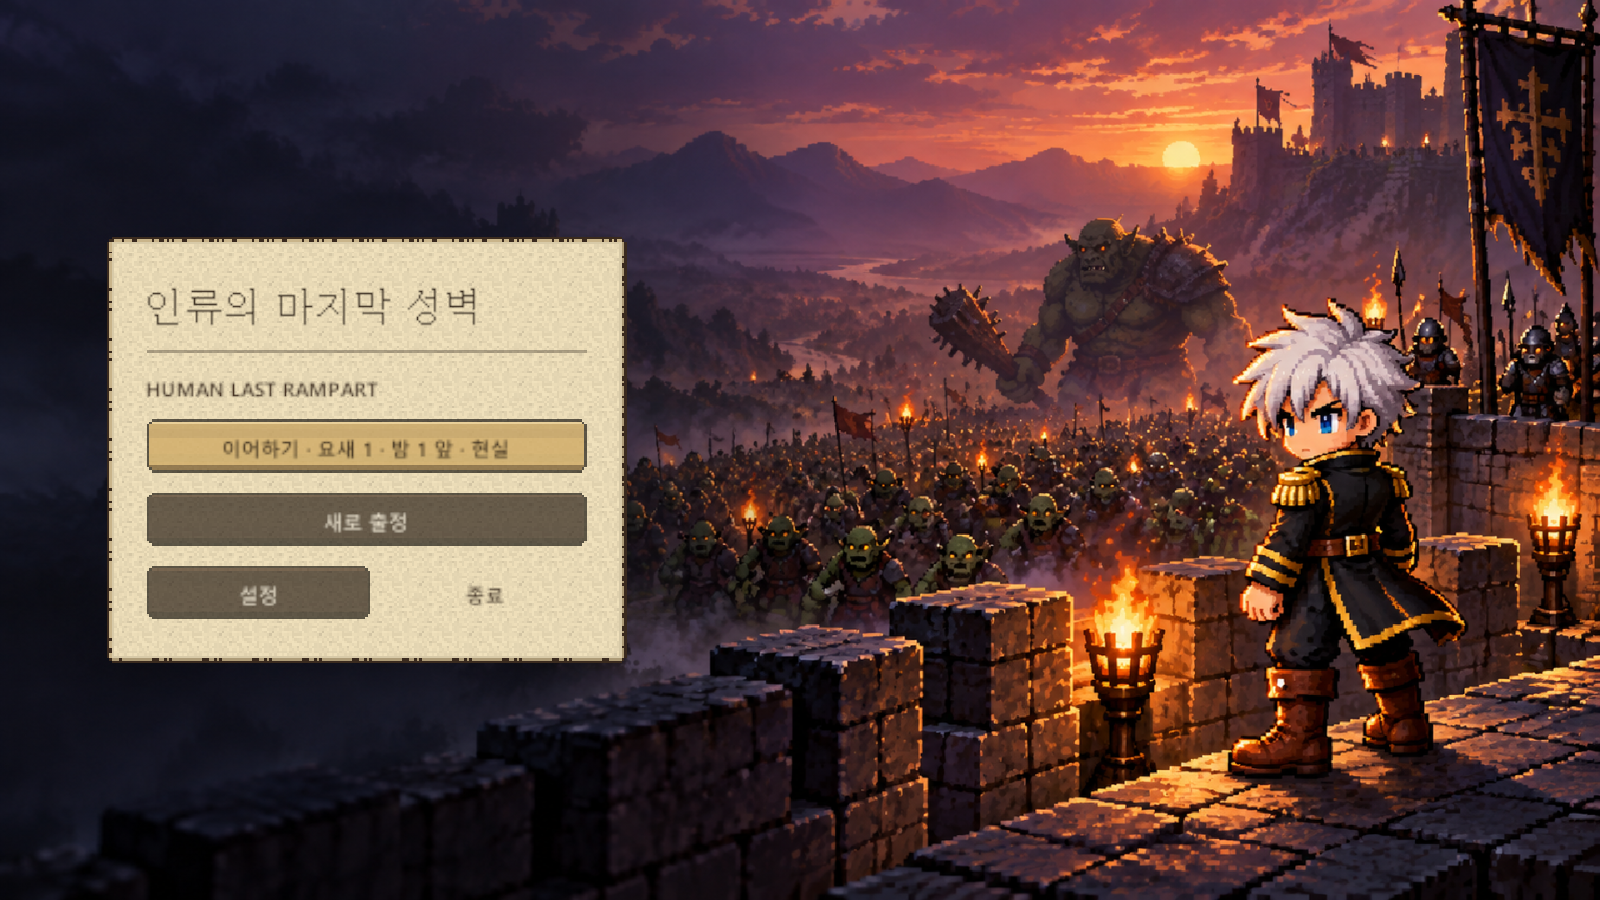 인류의 마지막 성벽
HUMAN LAST RAMPART
이어하기 · 요새 1 · 밤 1 앞 · 현실
새로 출정
설정
종료